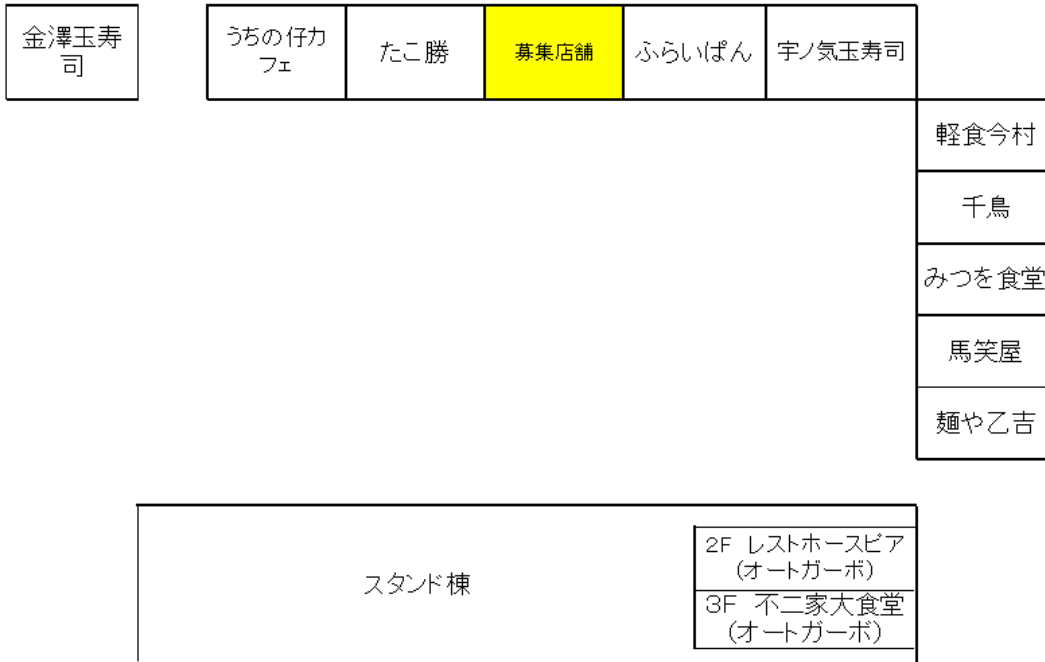 金澤玉寿
司
うちの仔カ
フェ
たこ勝
募集店舗
ふらいぱん
宇ノ気玉寿司
軽食今村
千鳥
みつを食堂
馬笑屋
麺や乙吉
スタンド棟
2F レストホースピア
(オートガーボ)
3F 不二家大食堂
(オートガーボ)